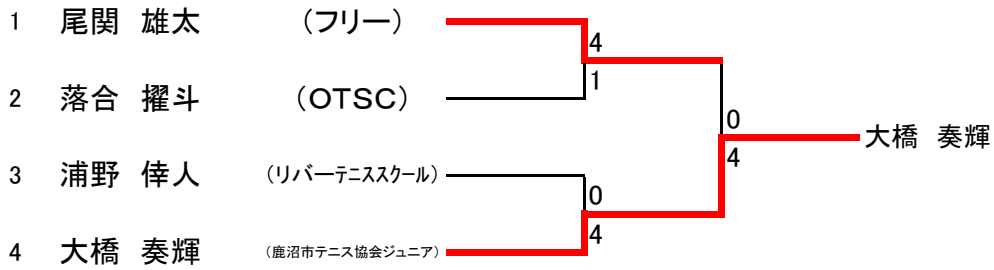 1 尾関 雄太 (フリー)
4
1
2 落合 擢斗 (OTSC)
0
4
大橋 奏輝
3 浦野 倖人 (リバーテニススクール)
0
4
4 大橋 奏輝 (鹿沼市テニス協会ジュニア)